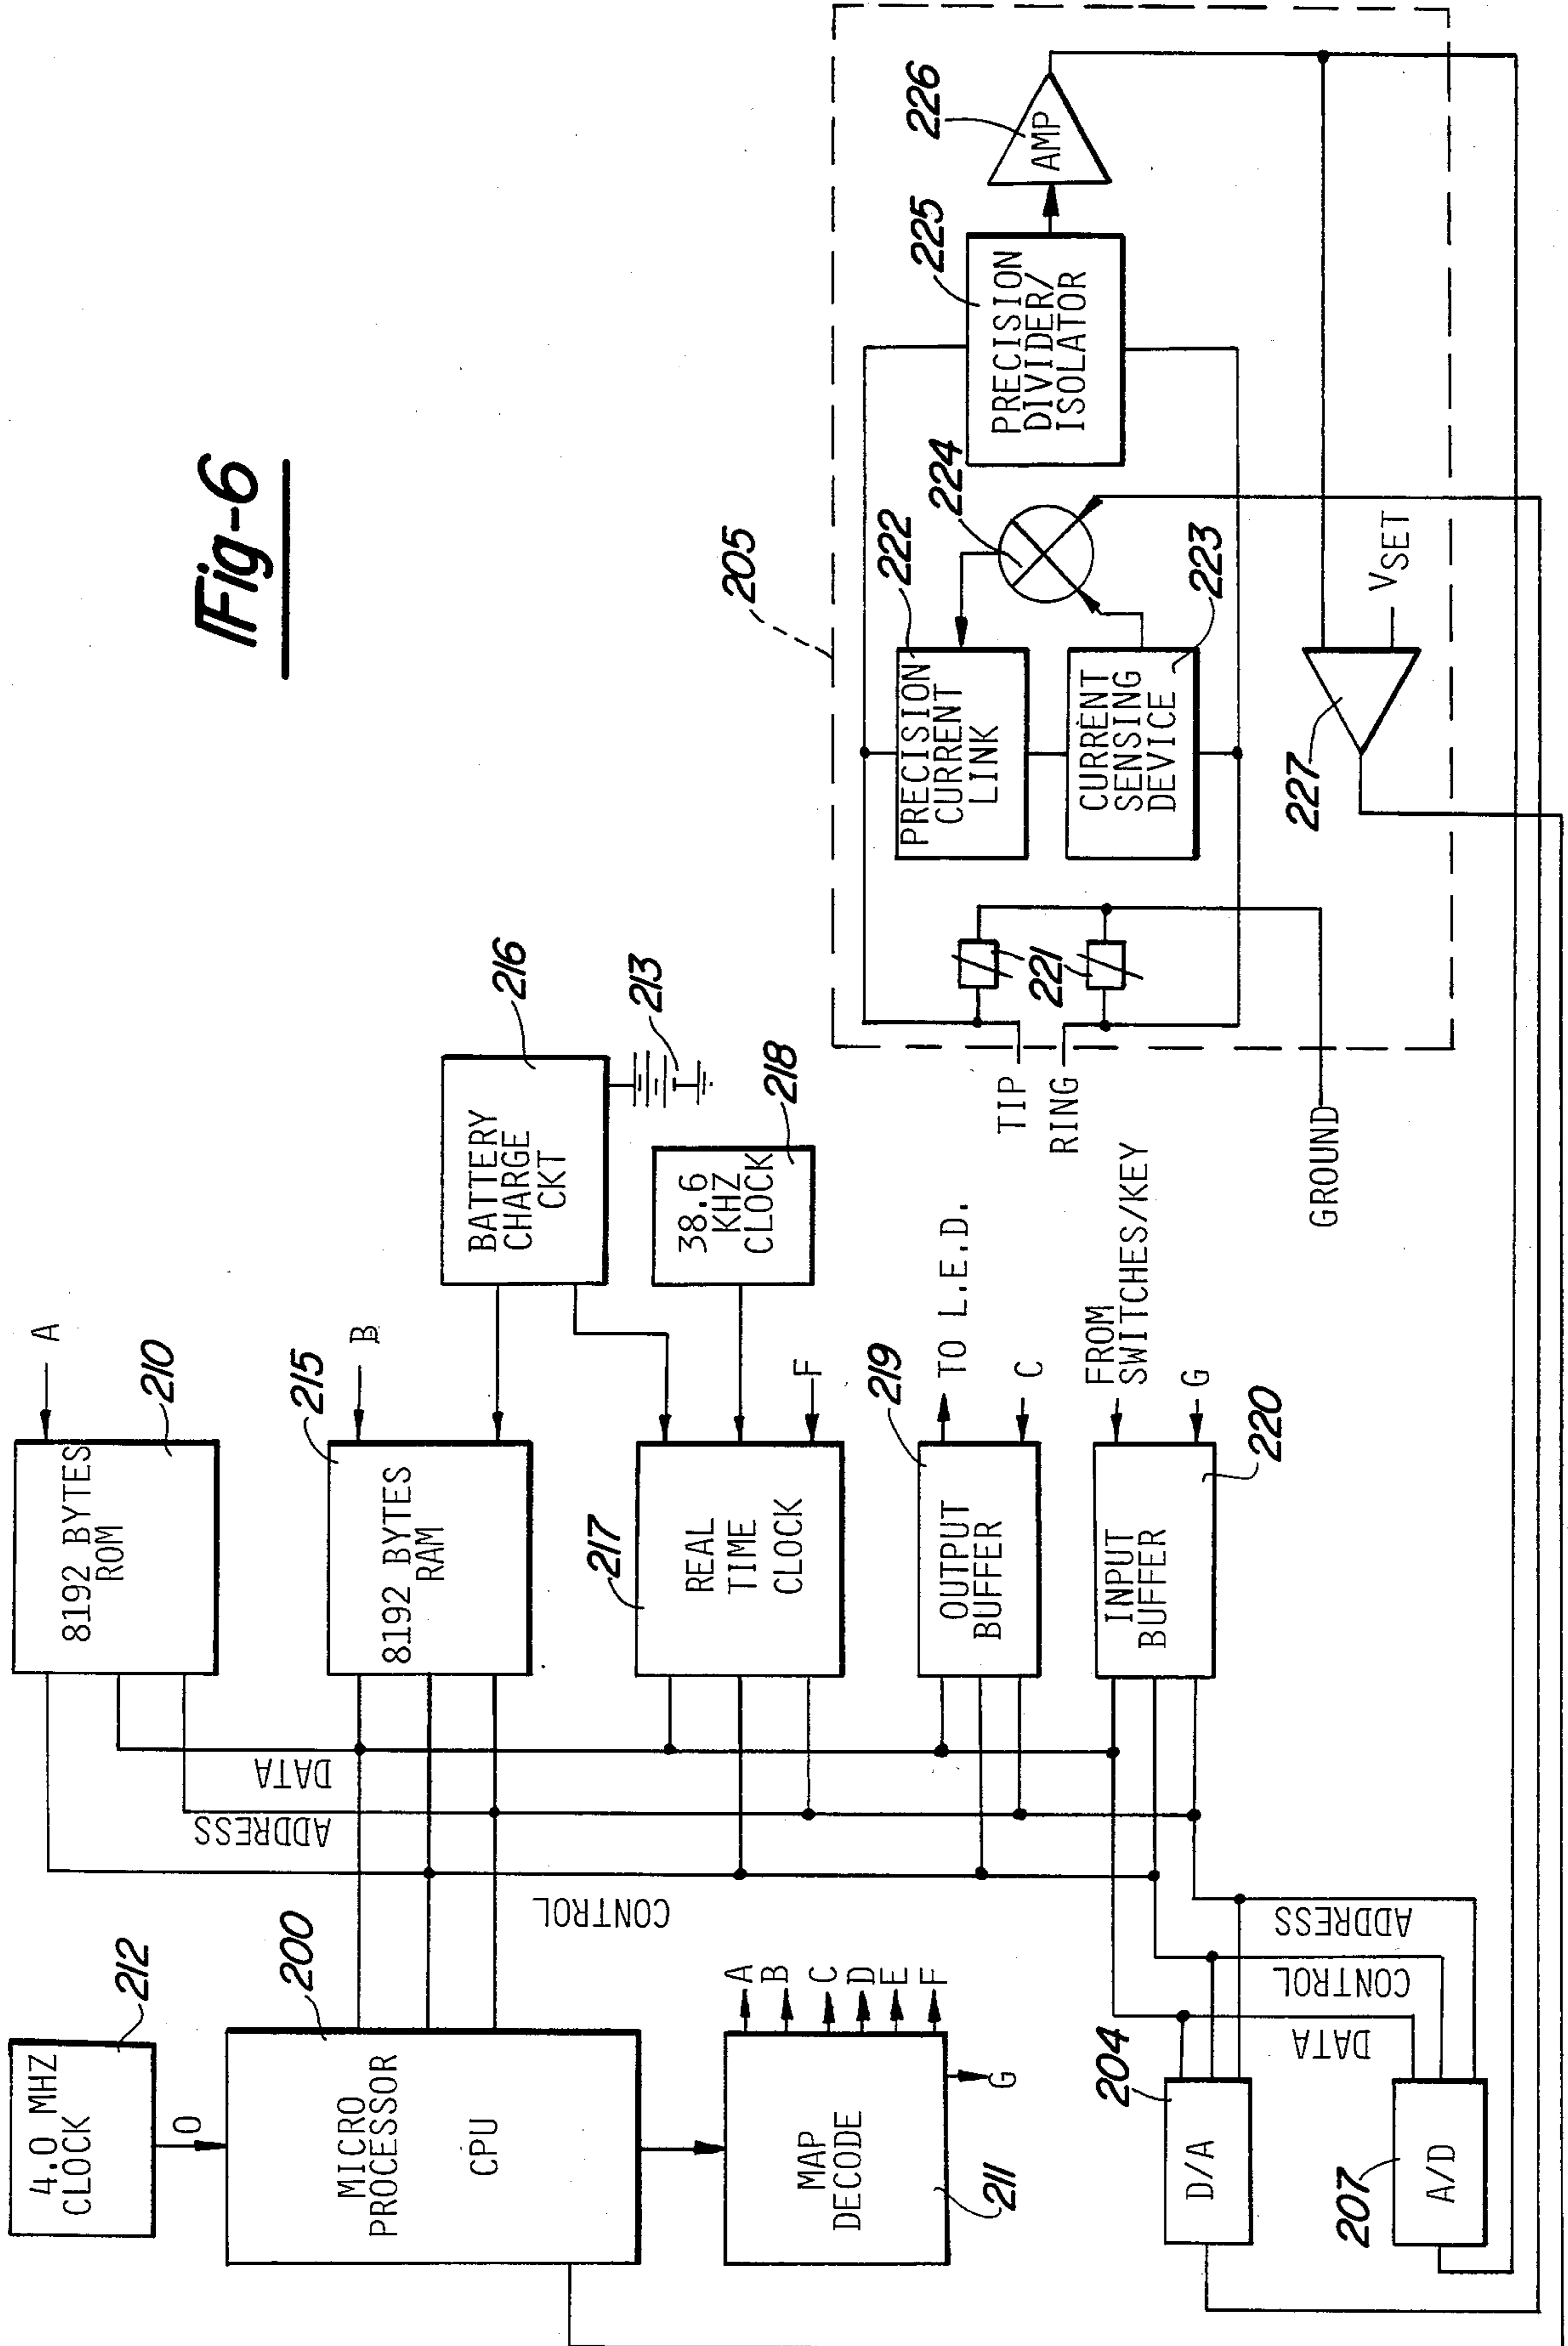 Fig-6
4.0 MHZ
CLOCK
212
O
MICRO
PROCESSOR
CPU
200
MAP
DECODE
211
A
B
C
D
E
F
G
D/A
204
A/D
207
DATA
CONTROL
ADDRESS
CONTROL
ADDRESS
DATA
8192 BYTES
ROM
210
A
8192 BYTES
RAM
215
B
REAL
TIME
CLOCK
217
F
OUTPUT
BUFFER
219
TO L.E.D.
C
INPUT
BUFFER
220
FROM
SWITCHES/KEY
G
BATTERY
CHARGE
CKT
216
213
38.6
KHZ
CLOCK
218
205
TIP
RING
GROUND
221
PRECISION
CURRENT
LINK
222
CURRENT
SENSING
DEVICE
223
224
PRECISION
DIVIDER/
ISOLATOR
225
AMP
226
227
VSET